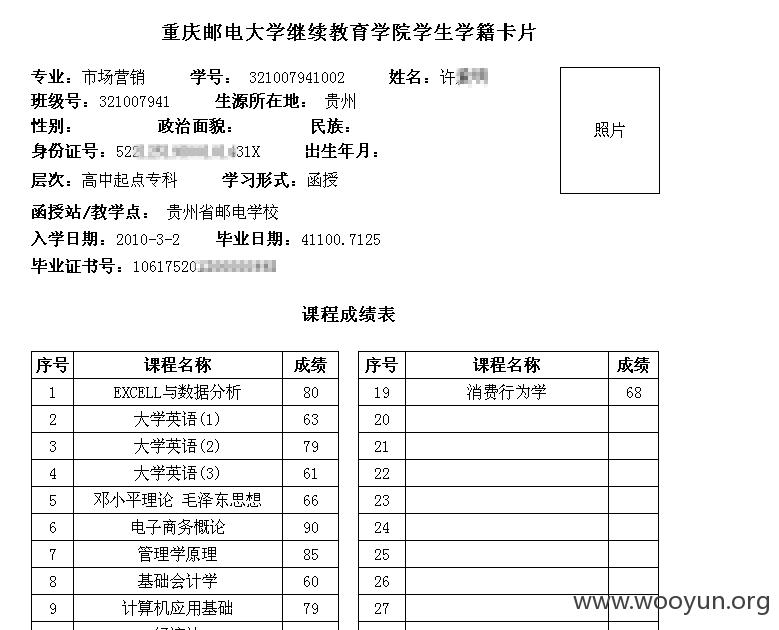 重庆邮电大学继续教育学院学生学籍卡片
专业：市场营销 学号： 321007941002 姓名：许
班级号：321007941 生源所在地： 贵州
性别： 政治面貌： 民族：
照片
身份证号：522 31X 出生年月：
层次：高中起点专科 学习形式：函授
函授站/教学点： 贵州省邮电学校
入学日期：2010-3-2 毕业日期：41100.7125
毕业证书号：10617520
课程成绩表
序号 课程名称 成绩 序号 课程名称 成绩
1 EXCELL与数据分析 80 19 消费行为学 68
2 大学英语(1) 63 20
3 大学英语(2) 79 21
4 大学英语(3) 61 22
5 邓小平理论 毛泽东思想 66 23
6 电子商务概论 90 24
7 管理学原理 85 25
8 基础会计学 60 26
9 计算机应用基础 79 27
www.wooyun.org